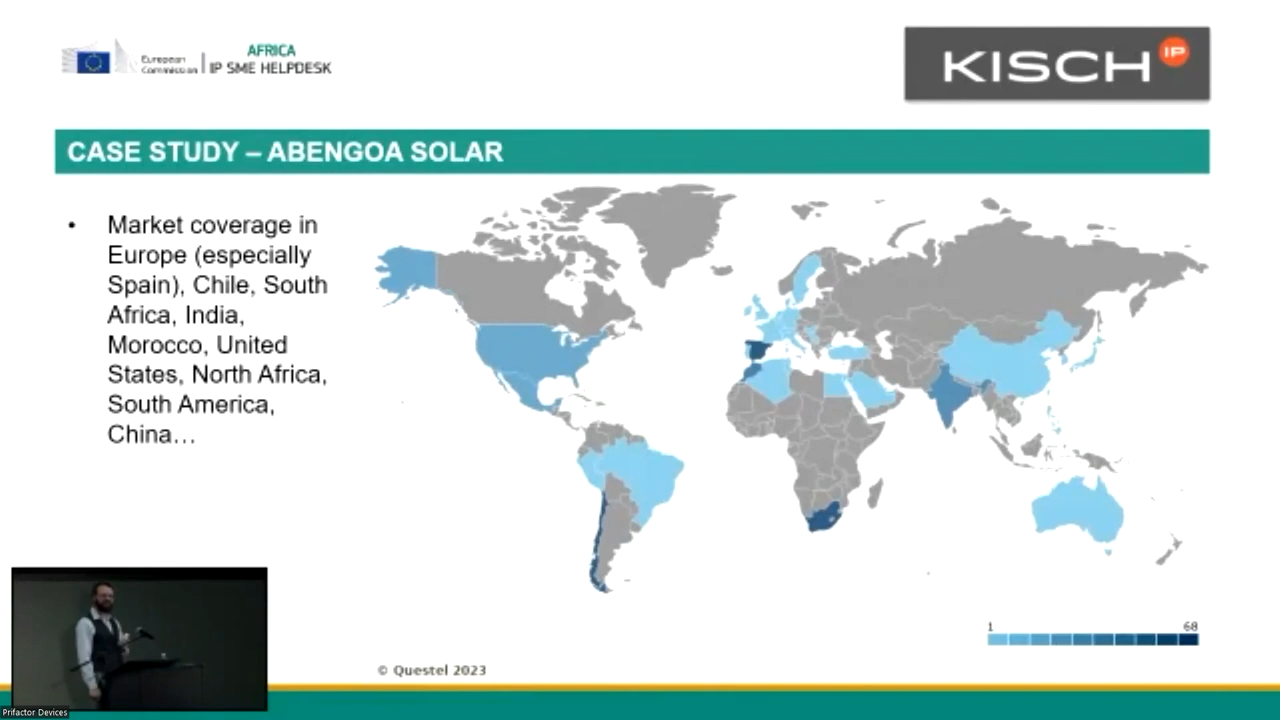 European
Commission
AFRICA
IP SME HELPDESK
KISCH IP
CASE STUDY – ABENGOA SOLAR
• Market coverage in
Europe (especially
Spain), Chile, South
Africa, India,
Morocco, United
States, North Africa,
South America,
China…
1 68
© Questel 2023
Prifactor Devices